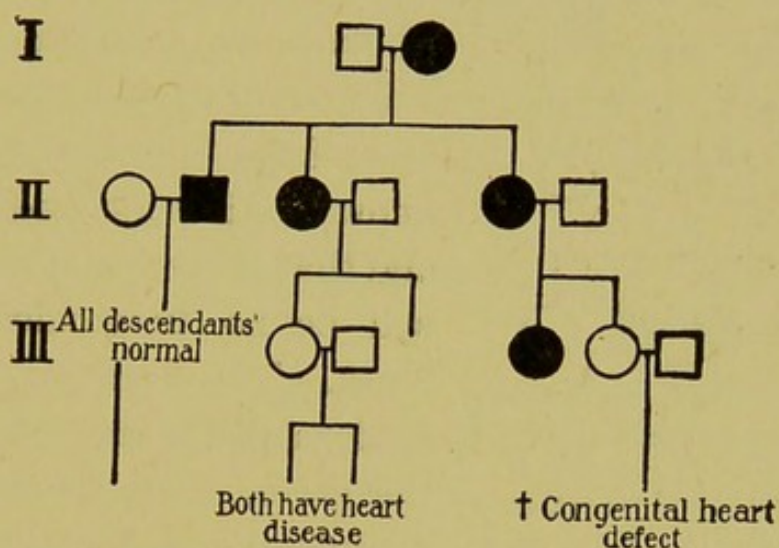 I
II
III
All descendants'
normal
Both have heart
disease
† Congenital heart
defect